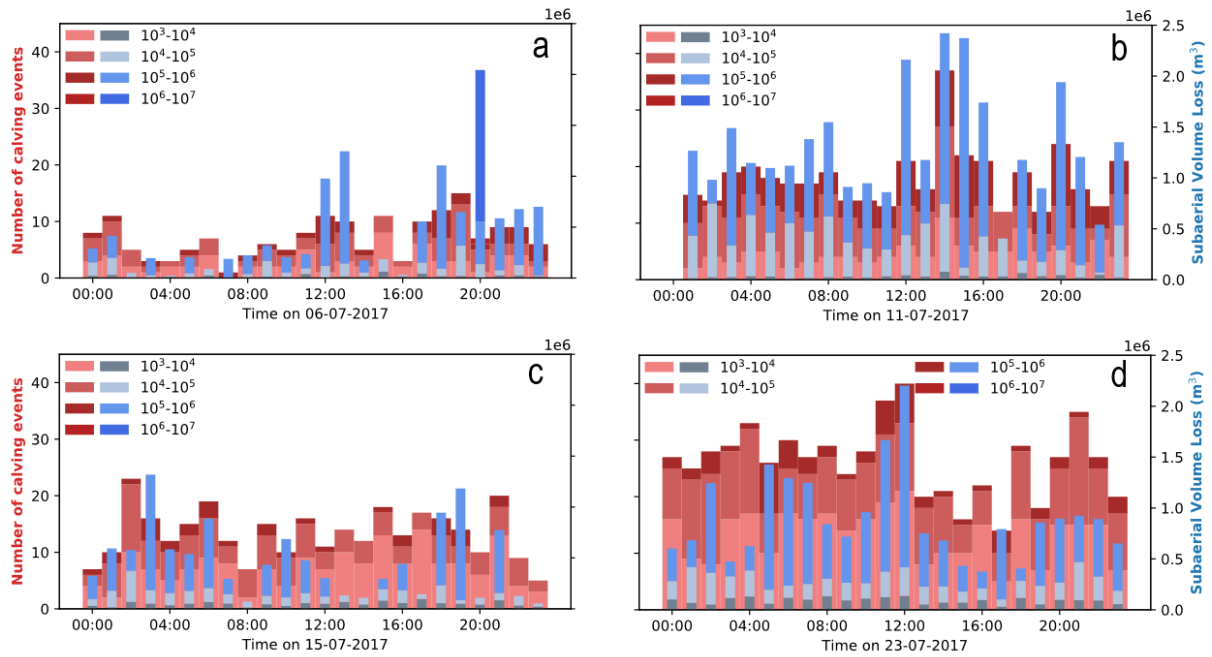 1e6
a
10³-10⁴
10⁴-10⁵
10⁵-10⁶
10⁶-10⁷
Number of calving events
40
30
20
10
0
00:00 04:00 08:00 12:00 16:00 20:00
Time on 06-07-2017
1e6
b
10³-10⁴
10⁴-10⁵
10⁵-10⁶
10⁶-10⁷
2.5
2.0
1.5
1.0
0.5
0.0
Subaerial Volume Loss (m³)
00:00 04:00 08:00 12:00 16:00 20:00
Time on 11-07-2017
1e6
c
10³-10⁴
10⁴-10⁵
10⁵-10⁶
10⁶-10⁷
Number of calving events
40
30
20
10
0
00:00 04:00 08:00 12:00 16:00 20:00
Time on 15-07-2017
1e6
d
10³-10⁴ 10⁵-10⁶
10⁴-10⁵ 10⁶-10⁷
2.5
2.0
1.5
1.0
0.5
0.0
Subaerial Volume Loss (m³)
00:00 04:00 08:00 12:00 16:00 20:00
Time on 23-07-2017